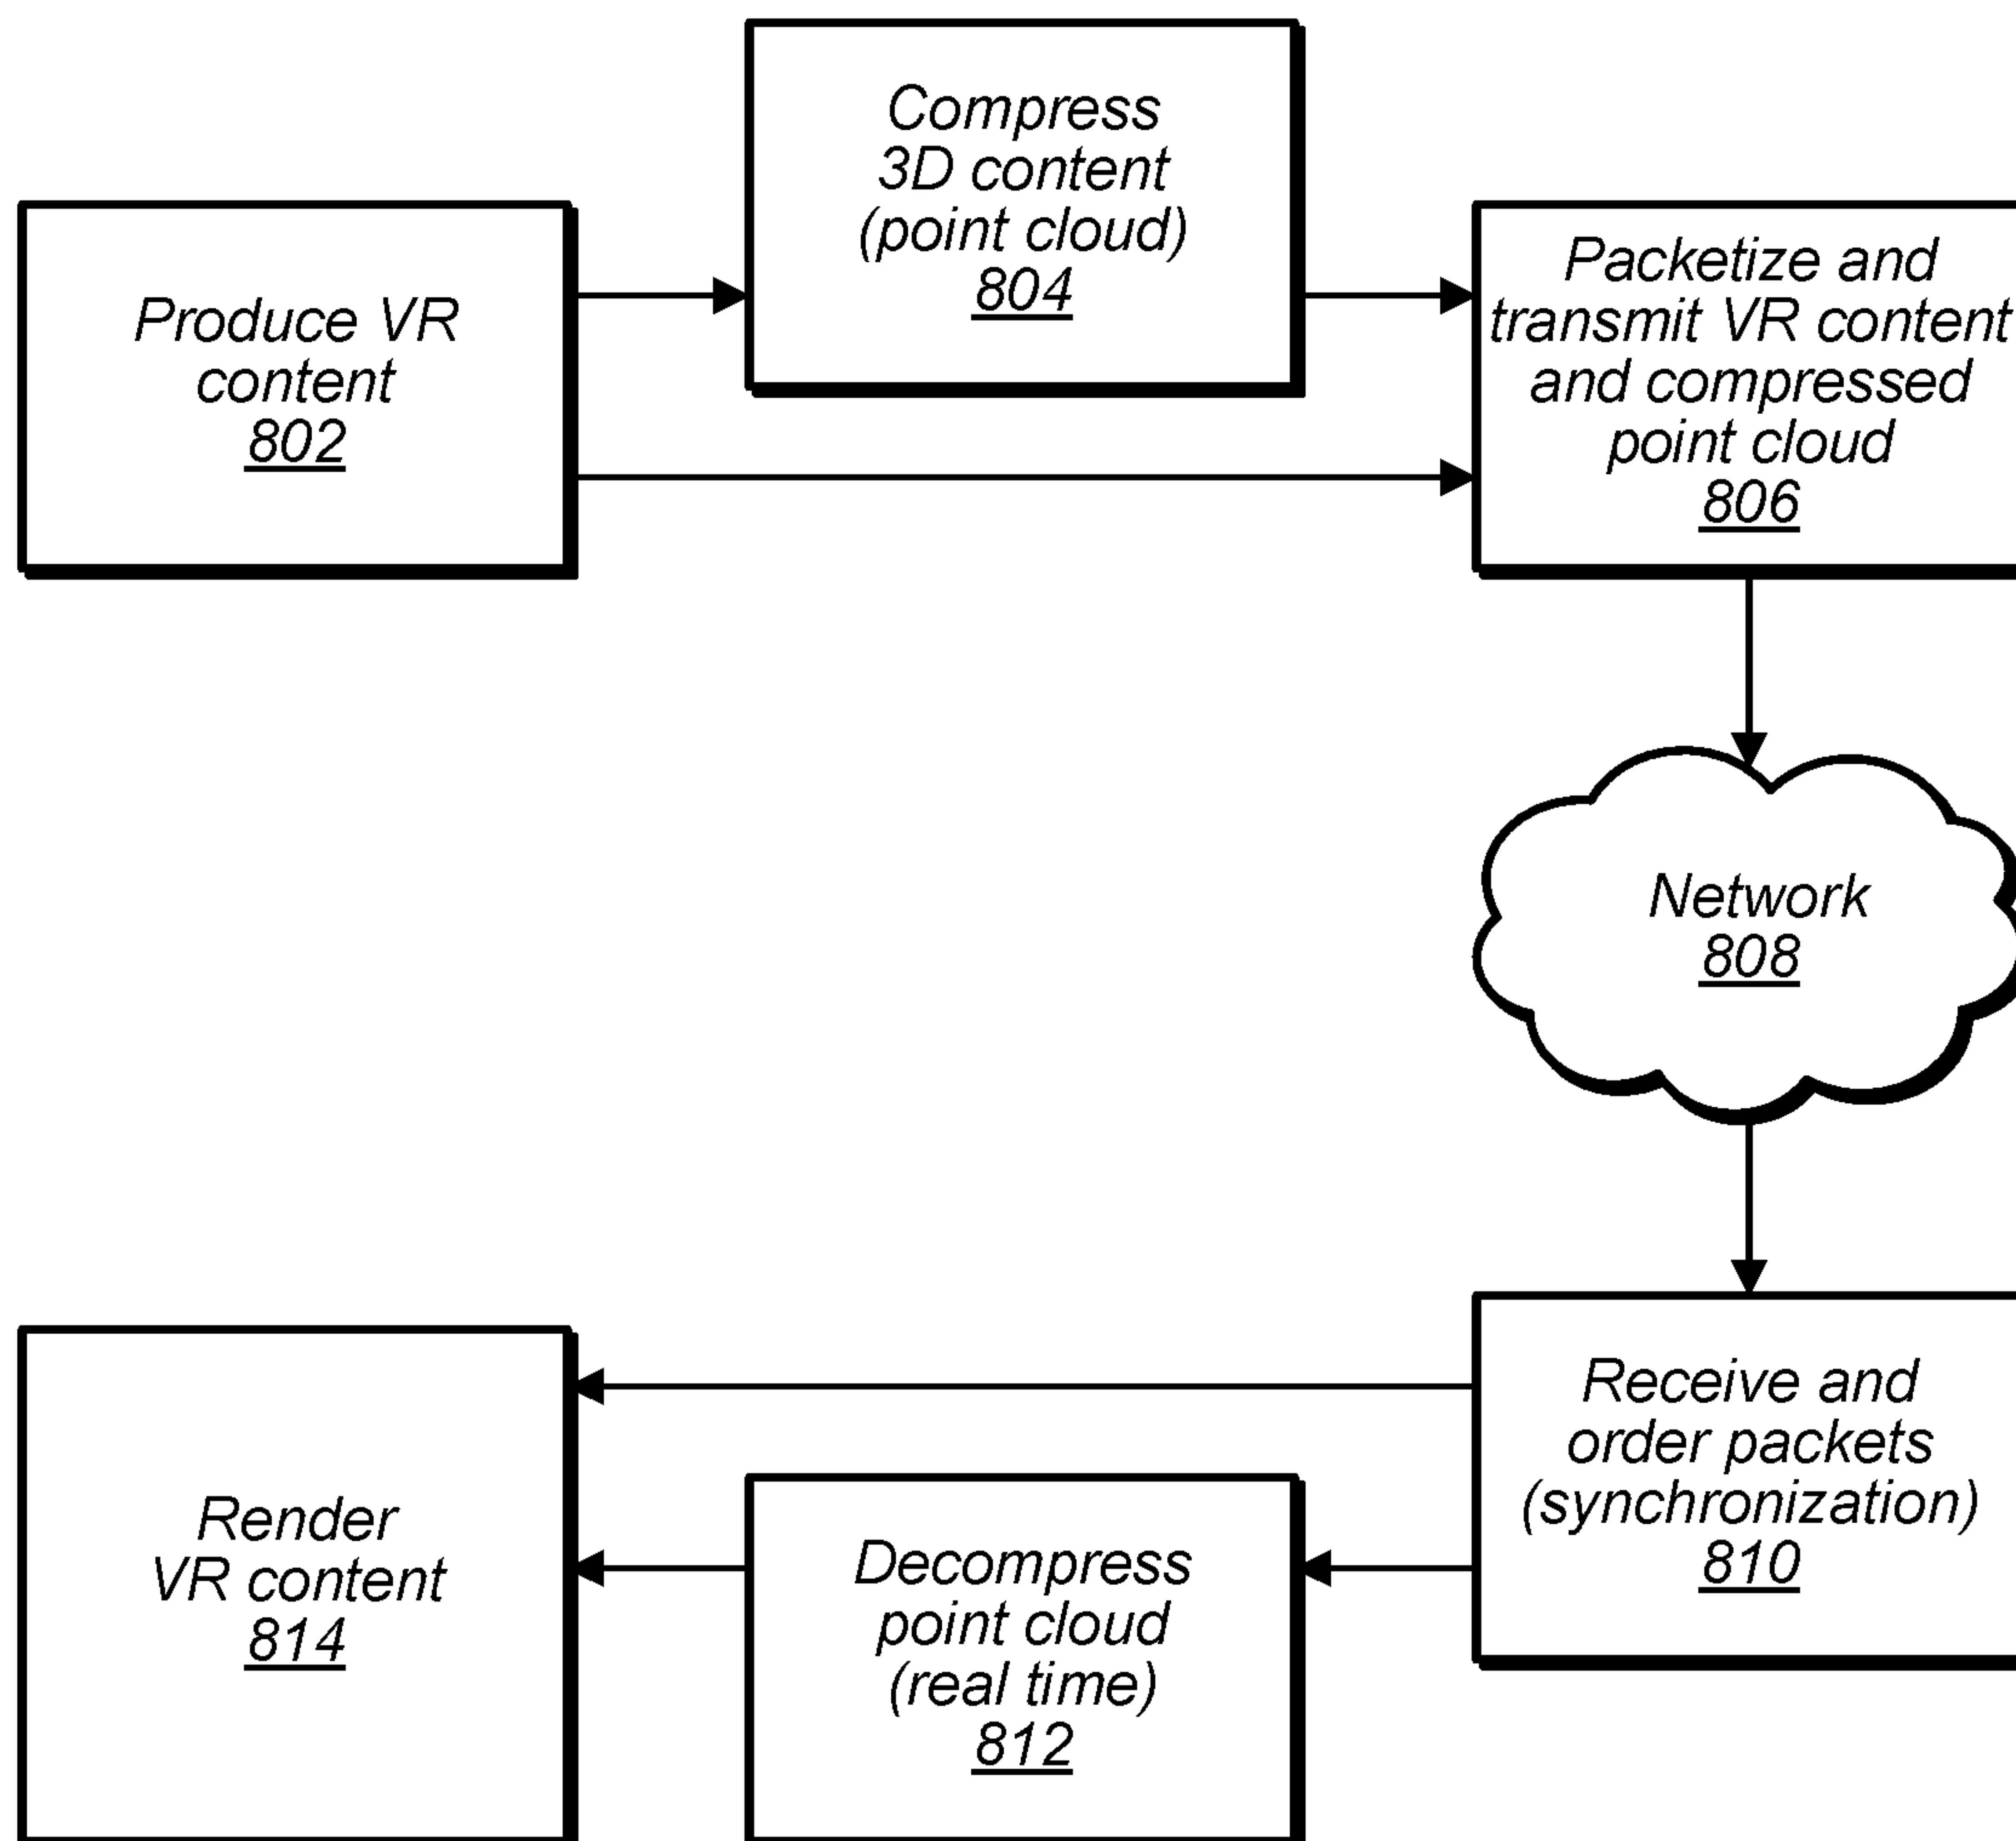 Compress
3D content
(point cloud)
804
Produce VR
content
802
Packetize and
transmit VR content
and compressed
point cloud
806
Network
808
Receive and
order packets
(synchronization)
810
Decompress
point cloud
(real time)
812
Render
VR content
814